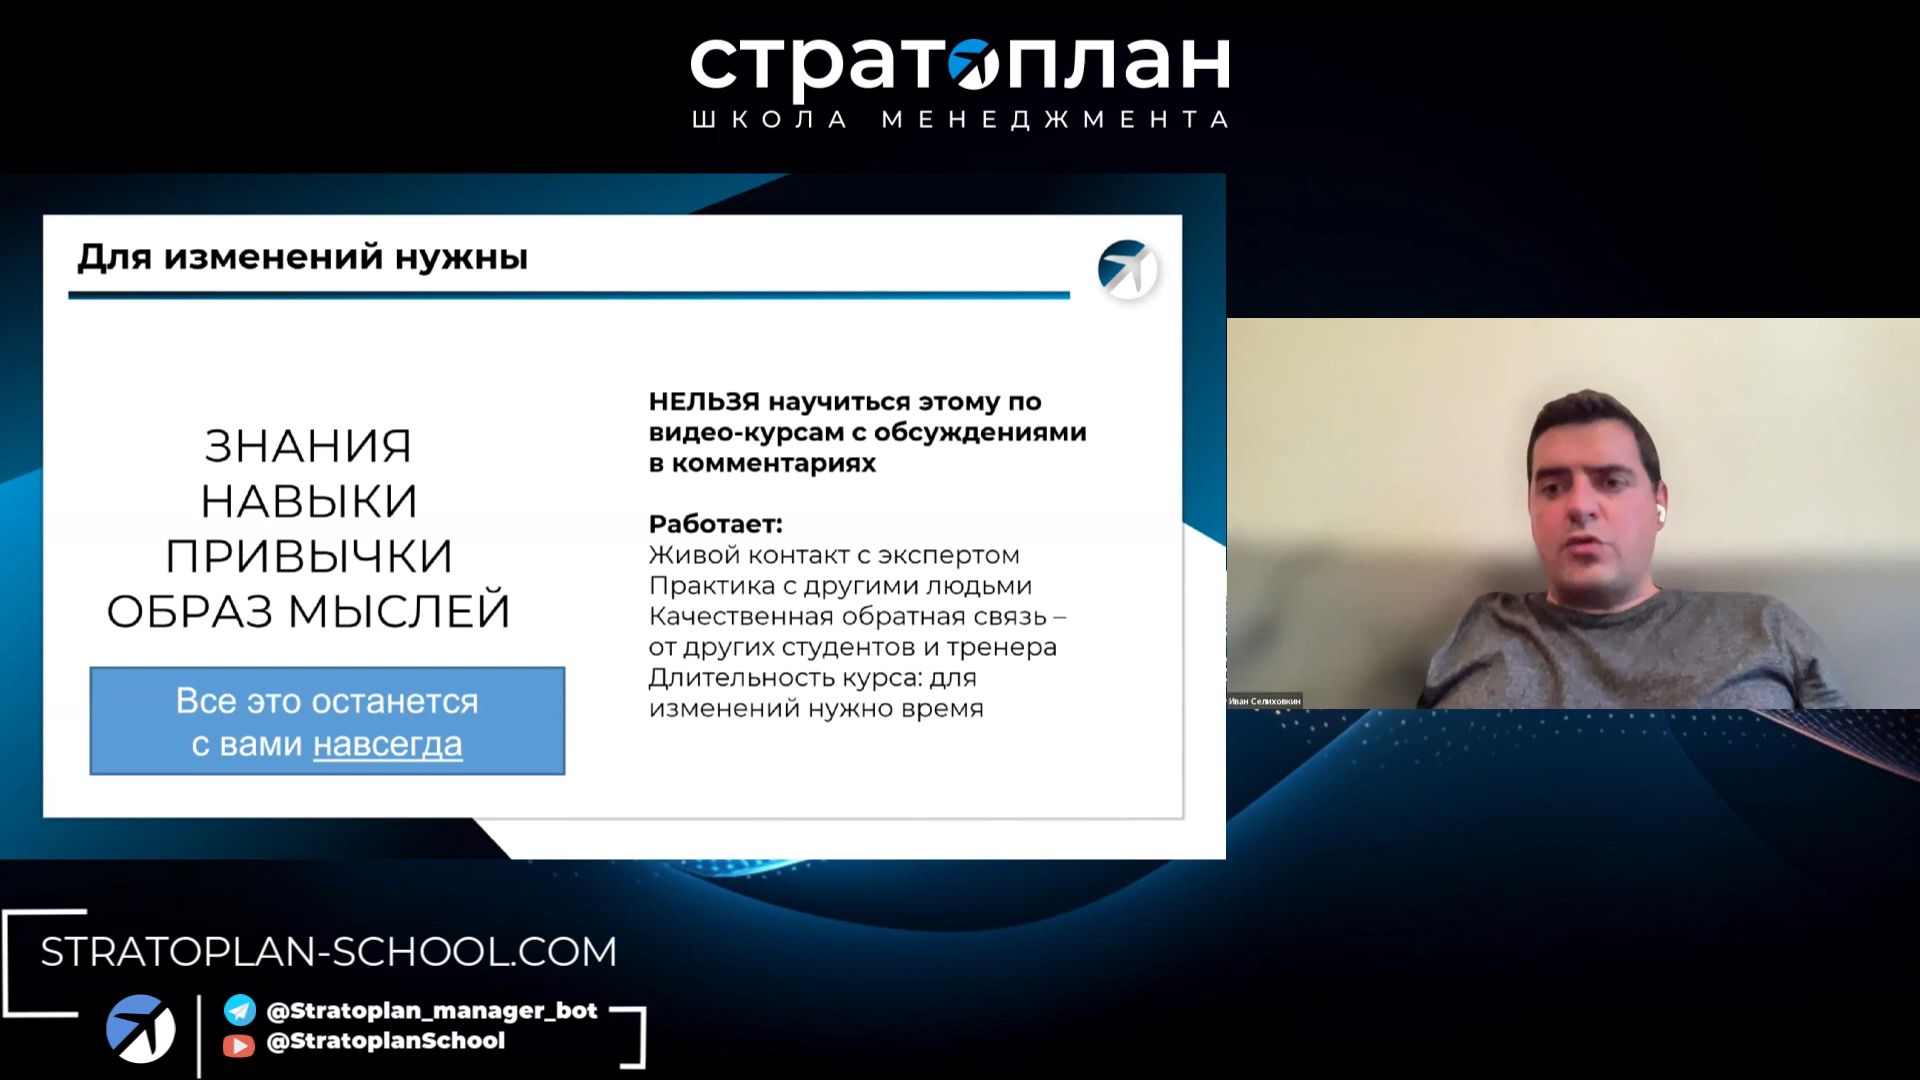 стратоплан
ШКОЛА МЕНЕДЖМЕНТА
Для изменений нужны
ЗНАНИЯ
НАВЫКИ
ПРИВЫЧКИ
ОБРАЗ МЫСЛЕЙ
Все это останется
с вами навсегда
НЕЛЬЗЯ научиться этому по
видео-курсам с обсуждениями
в комментариях
Работает:
Живой контакт с экспертом
Практика с другими людьми
Качественная обратная связь –
от других студентов и тренера
Длительность курса: для
изменений нужно время
Иван Селиховкин
STRATOPLAN-SCHOOL.COM
@Stratoplan_manager_bot
@StratoplanSchool